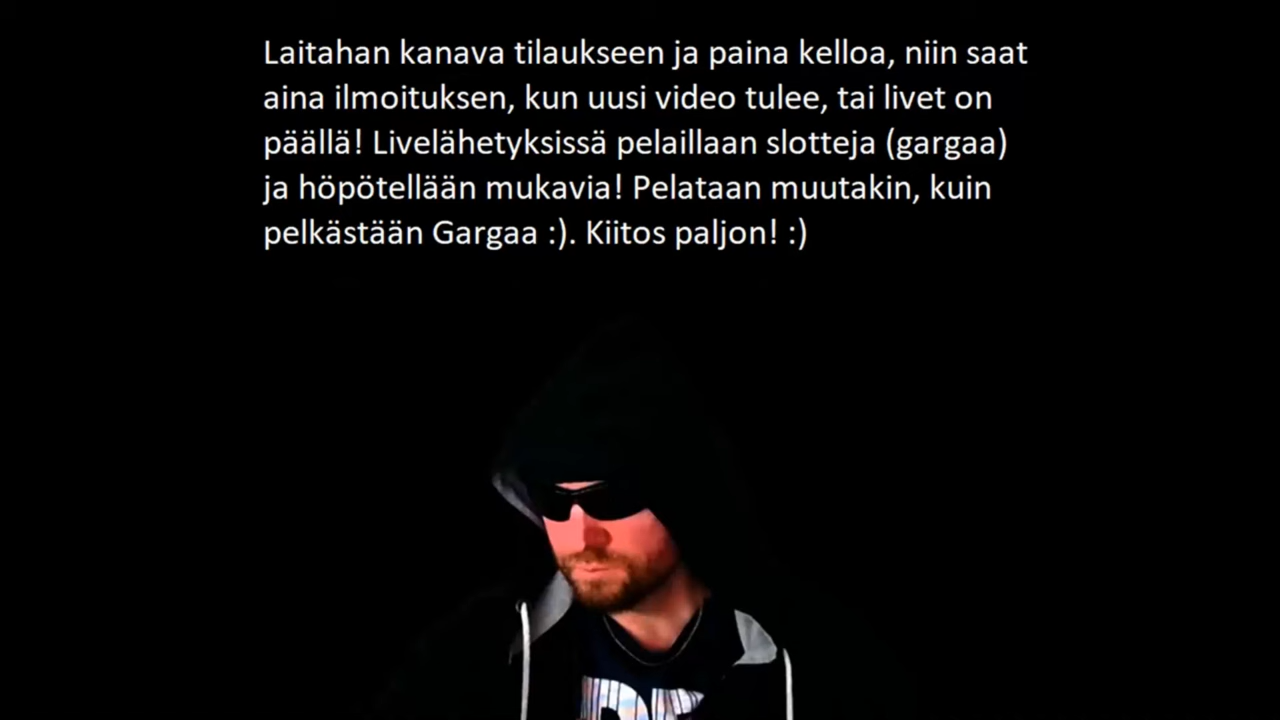 Laitahan kanava tilaukseen ja paina kelloa, niin saat
aina ilmoituksen, kun uusi video tulee, tai livet on
päällä! Livelähetyksissä pelaillaan slotteja (gargaa)
ja höpötellään mukavia! Pelataan muutakin, kuin
pelkästään Gargaa :). Kiitos paljon! :)